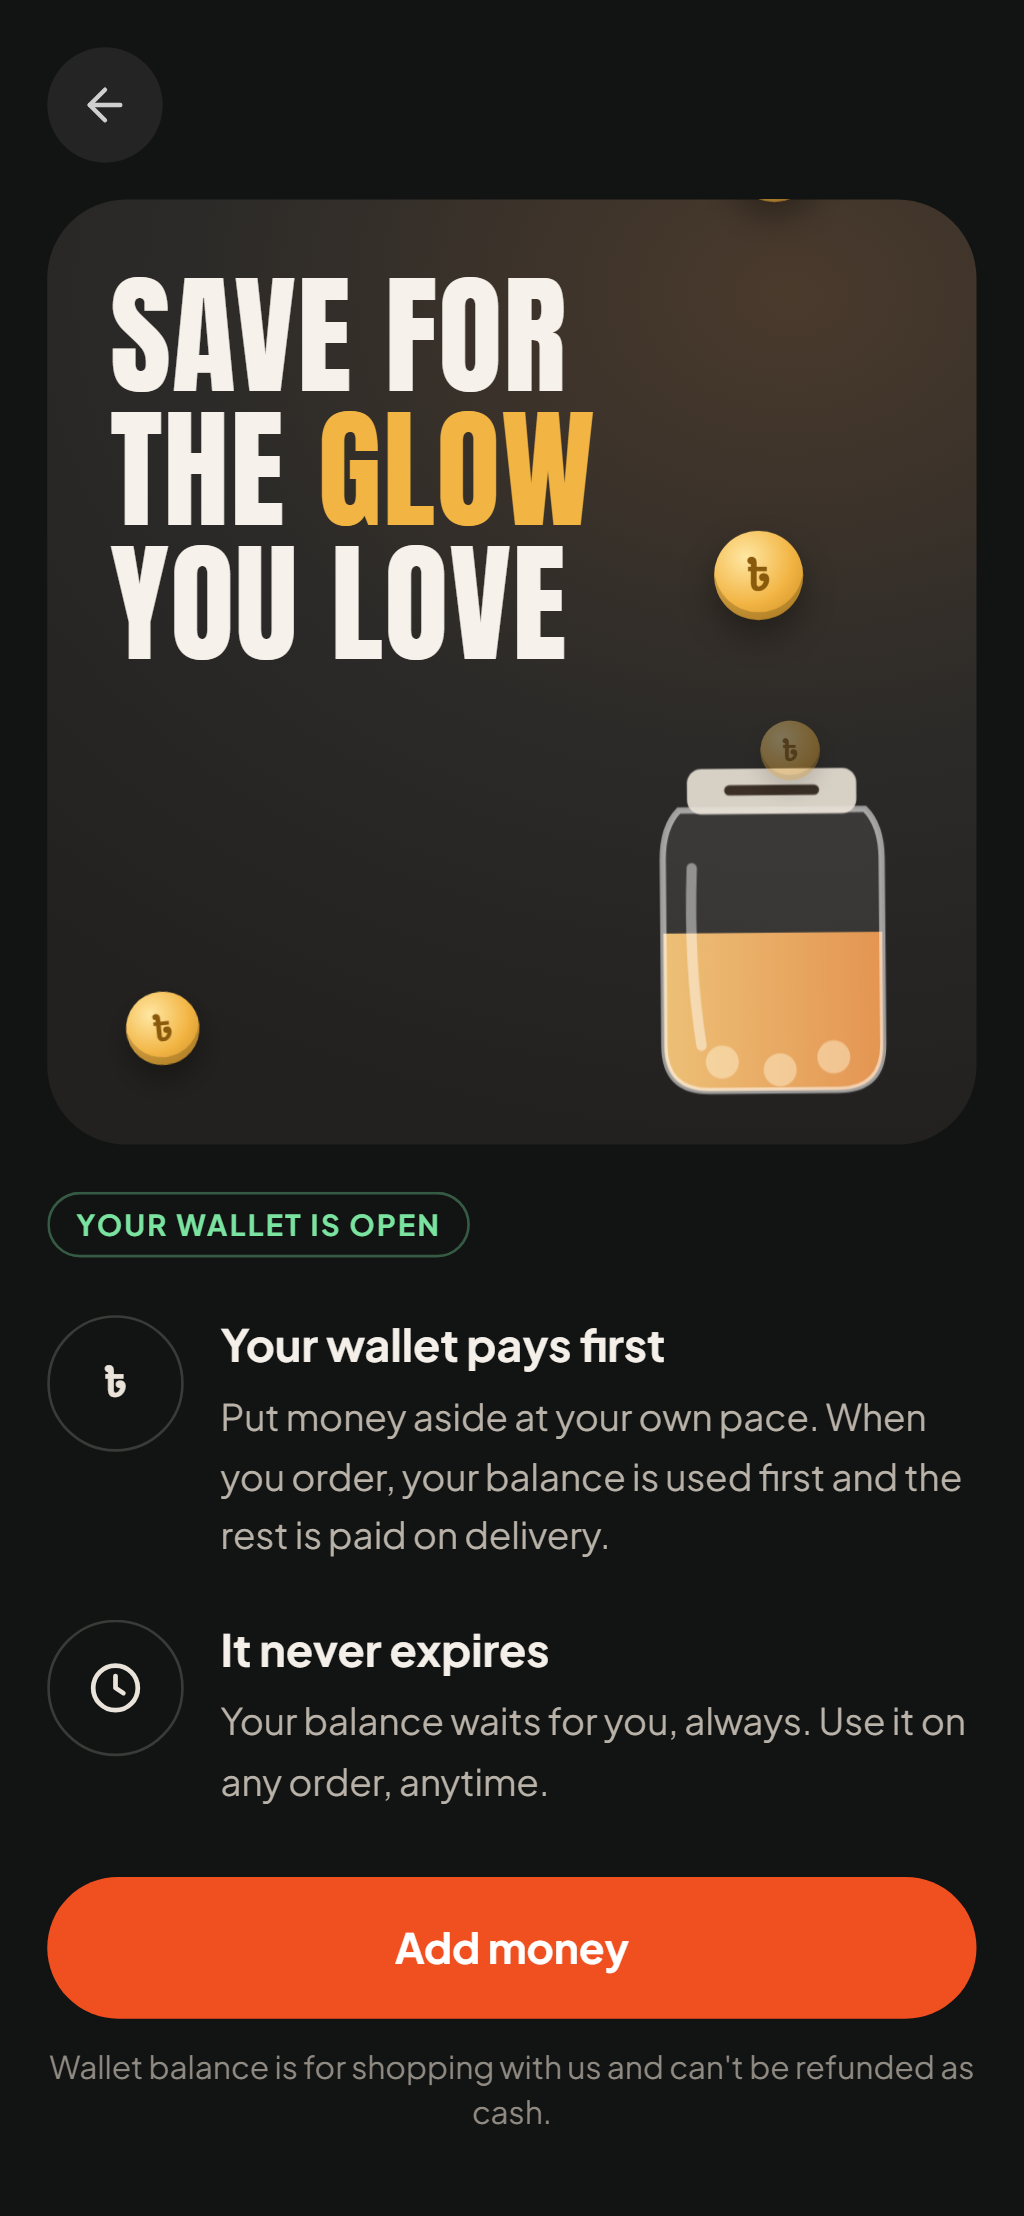 SAVE FOR
THE GLOW
YOU LOVE
৳
৳
৳
YOUR WALLET IS OPEN
৳
Your wallet pays first
Put money aside at your own pace. When
you order, your balance is used first and the
rest is paid on delivery.
It never expires
Your balance waits for you, always. Use it on
any order, anytime.
Add money
Wallet balance is for shopping with us and can't be refunded as
cash.